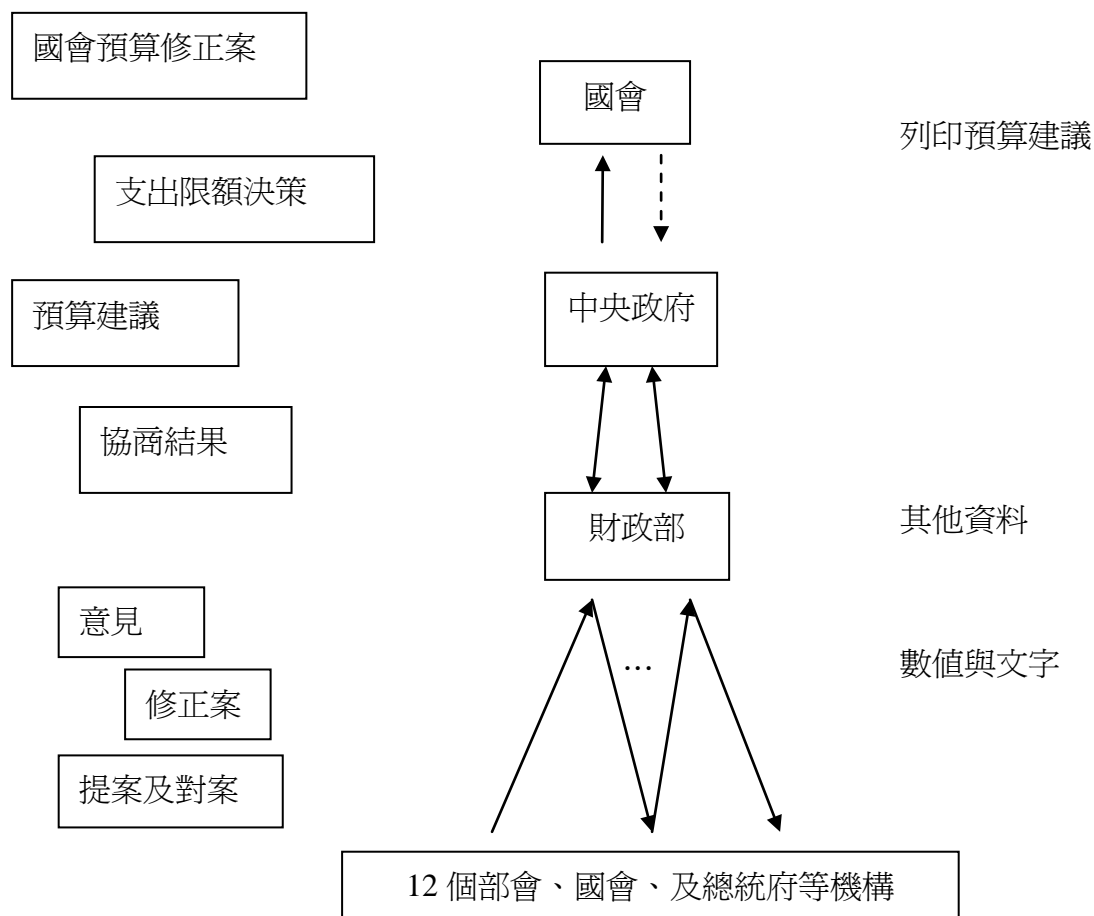 國會預算修正案
國會
列印預算建議
支出限額決策
預算建議
中央政府
協商結果
財政部
其他資料
意見
…
數值與文字
修正案
提案及對案
12 個部會、國會、及總統府等機構